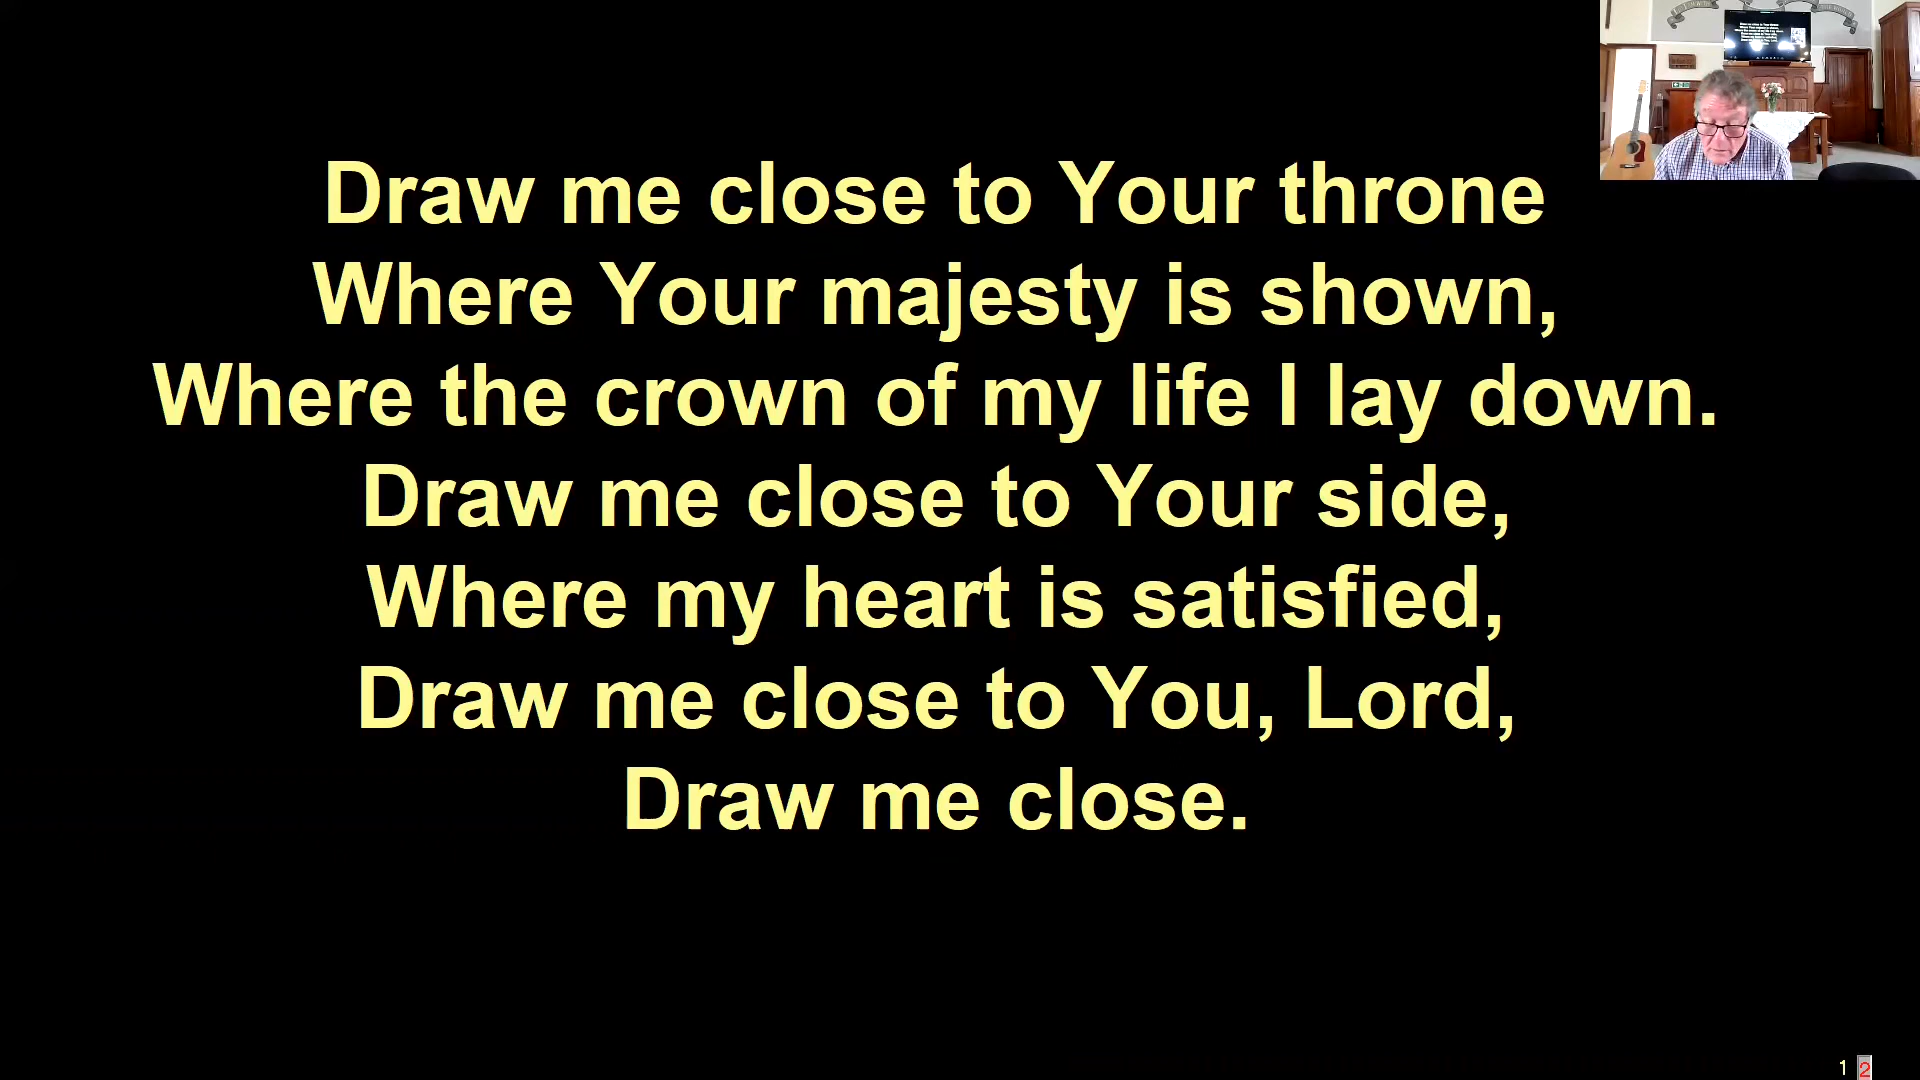 Draw me close to Your throne
Where Your majesty is shown,
Where the crown of my life I lay down.
Draw me close to Your side,
Where my heart is satisfied,
Draw me close to You, Lord,
Draw me close.
1 2